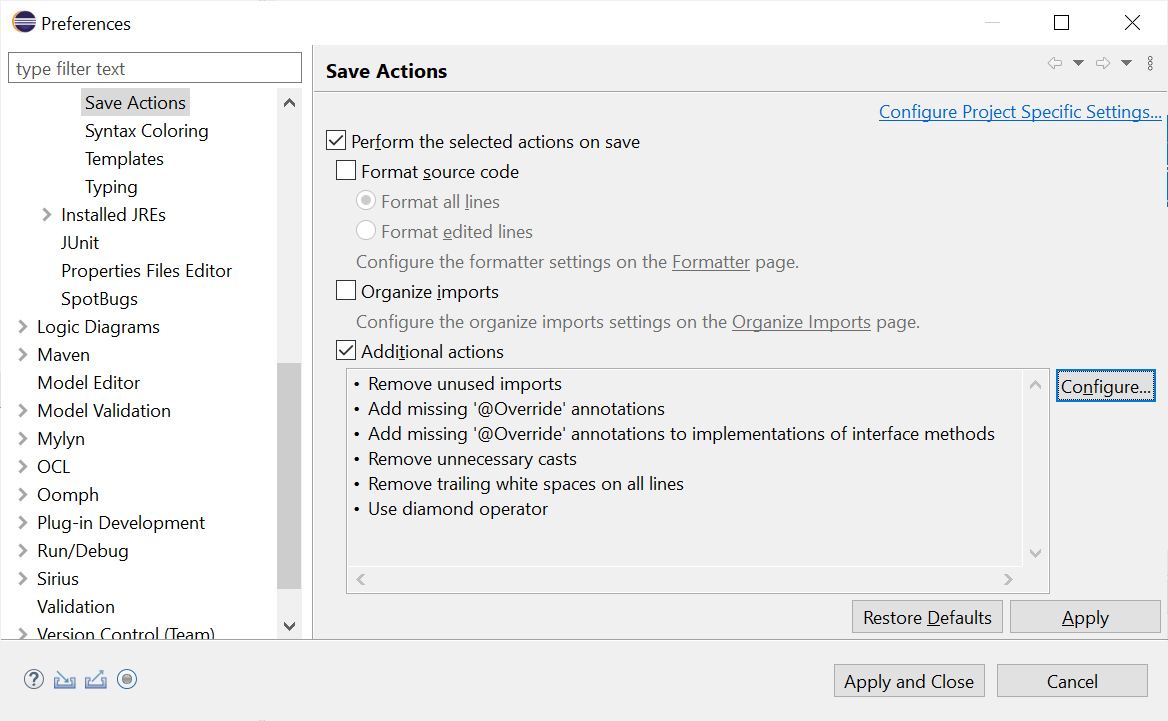 Preferences
type filter text
Save Actions
Syntax Coloring
Templates
Typing
Installed JREs
JUnit
Properties Files Editor
SpotBugs
Logic Diagrams
Maven
Model Editor
Model Validation
Mylyn
OCL
Oomph
Plug-in Development
Run/Debug
Sirius
Validation
Version Control (Team)
Save Actions
Configure Project Specific Settings...
Perform the selected actions on save
Format source code
Format all lines
Format edited lines
Configure the formatter settings on the Formatter page.
Organize imports
Configure the organize imports settings on the Organize Imports page.
Additional actions
• Remove unused imports
• Add missing '@Override' annotations
• Add missing '@Override' annotations to implementations of interface methods
• Remove unnecessary casts
• Remove trailing white spaces on all lines
• Use diamond operator
Configure...
Restore Defaults
Apply
?
Apply and Close
Cancel